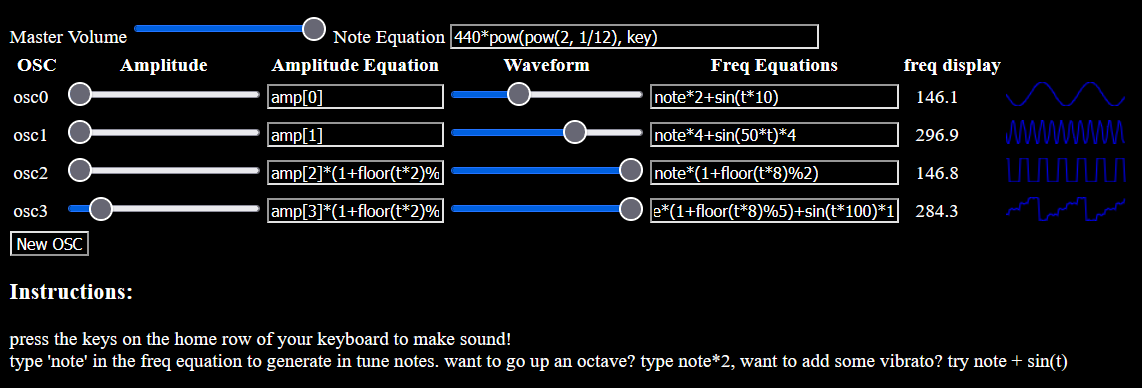 Master Volume Note Equation 440*pow(pow(2, 1/12), key)
OSC Amplitude Amplitude Equation Waveform Freq Equations freq display
osc0 amp[0] note*2+sin(t*10) 146.1
osc1 amp[1] note*4+sin(50*t)*4 296.9
osc2 amp[2]*(1+floor(t*2)% note*(1+floor(t*8)%2) 146.8
osc3 amp[3]*(1+floor(t*2)% e*(1+floor(t*8)%5)+sin(t*100)*1 284.3
New OSC
Instructions:
press the keys on the home row of your keyboard to make sound!
type 'note' in the freq equation to generate in tune notes. want to go up an octave? type note*2, want to add some vibrato? try note + sin(t)